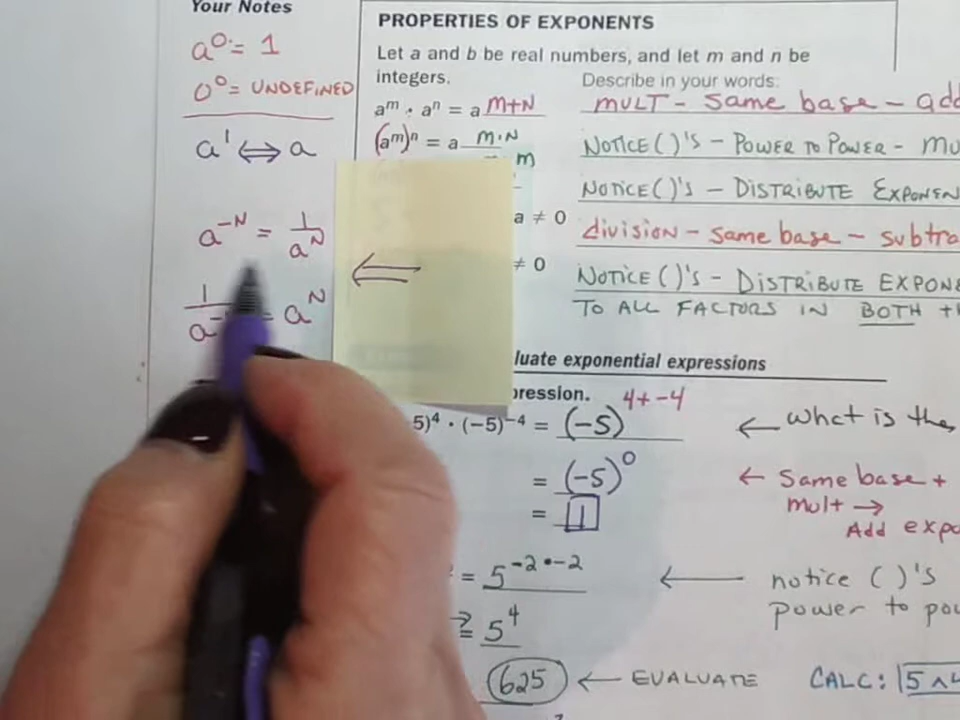 Your Notes
a⁰ = 1
0⁰ = UNDEFINED
a¹ ⟺ a
a⁻ᴺ = 1/aᴺ
1/a⁻ = aᴺ
PROPERTIES OF EXPONENTS
Let a and b be real numbers, and let m and n be
integers.
Describe in your words:
aᵐ · aⁿ = a M+N
MULT - Same base - add
(aᵐ)ⁿ = a M·N
NOTICE ( )'S - POWER TO POWER - MU
m
NOTICE ( )'S - DISTRIBUTE EXPONEN
a ≠ 0
division - same base - subtra
≠ 0
NOTICE ( )'S - DISTRIBUTE EXPONE
TO ALL FACTORS IN BOTH
luate exponential expressions
pression.
5)⁴ · (−5)⁻⁴ = (−5)⁴⁺⁻⁴
← What is the
= (−5)⁰
← Same base +
mult →
Add expo
= 1
= 5⁻²·⁻²
← notice ( )'s
power to pow
= 5⁴
625 ← EVALUATE CALC: 5^4